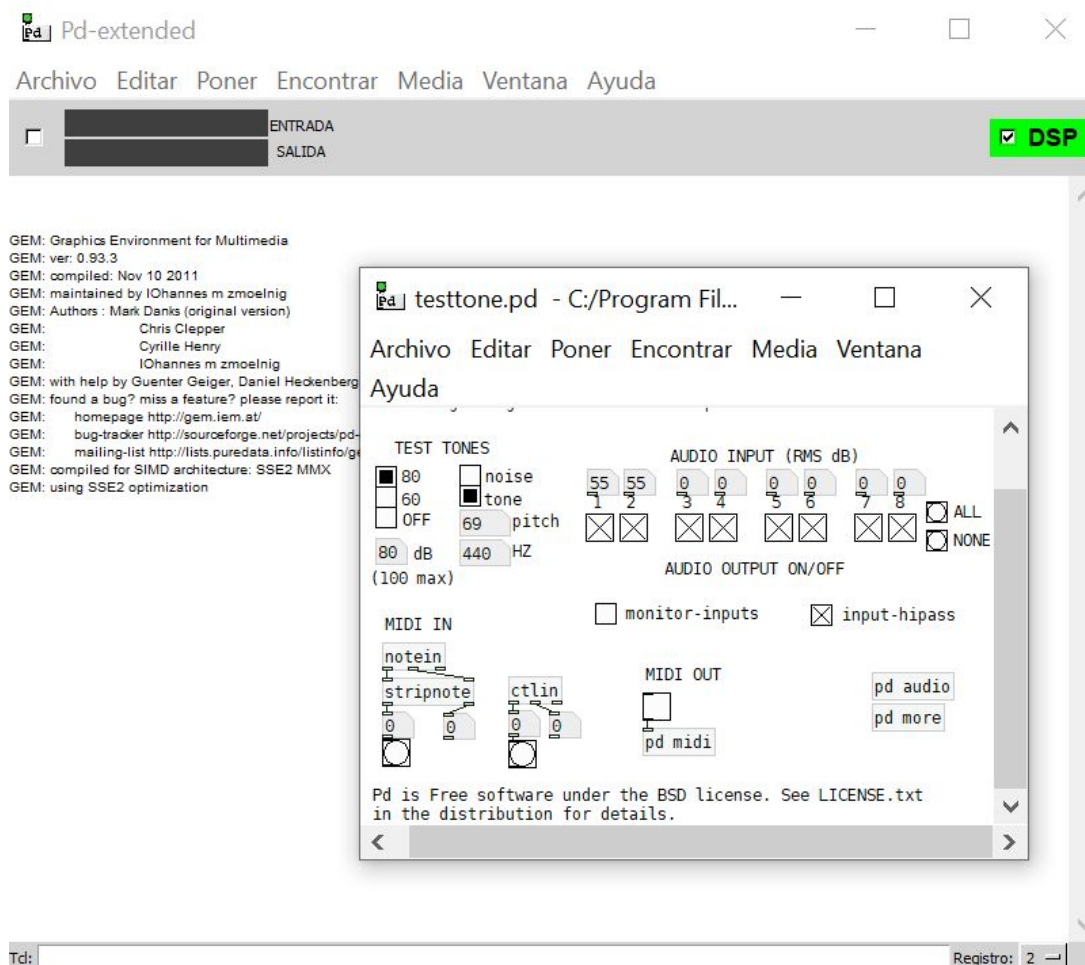 Pd Pd-extended
Archivo Editar Poner Encontrar Media Ventana Ayuda
ENTRADA
SALIDA
DSP
GEM: Graphics Environment for Multimedia
GEM: ver: 0.93.3
GEM: compiled: Nov 10 2011
GEM: maintained by IOhannes m zmoelnig
GEM: Authors : Mark Danks (original version)
GEM: Chris Clepper
GEM: Cyrille Henry
GEM: IOhannes m zmoelnig
GEM: with help by Guenter Geiger, Daniel Heckenberg
GEM: found a bug? miss a feature? please report it:
GEM: homepage http://gem.iem.at/
GEM: bug-tracker http://sourceforge.net/projects/pd-
GEM: mailing-list http://lists.puredata.info/listinfo/ge
GEM: compiled for SIMD architecture: SSE2 MMX
GEM: using SSE2 optimization
Pd testtone.pd - C:/Program Fil...
Archivo Editar Poner Encontrar Media Ventana
Ayuda
TEST TONES
80
60
OFF
noise
tone
69 pitch
80 dB
440 HZ
(100 max)
AUDIO INPUT (RMS dB)
55 55 0 0 0 0 0 0
1 2 3 4 5 6 7 8
ALL
NONE
AUDIO OUTPUT ON/OFF
monitor-inputs
input-hipass
MIDI IN
notein
stripnote
0 0
ctlin
0 0
MIDI OUT
pd midi
pd audio
pd more
Pd is Free software under the BSD license. See LICENSE.txt
in the distribution for details.
Tcl:
Registro: 2